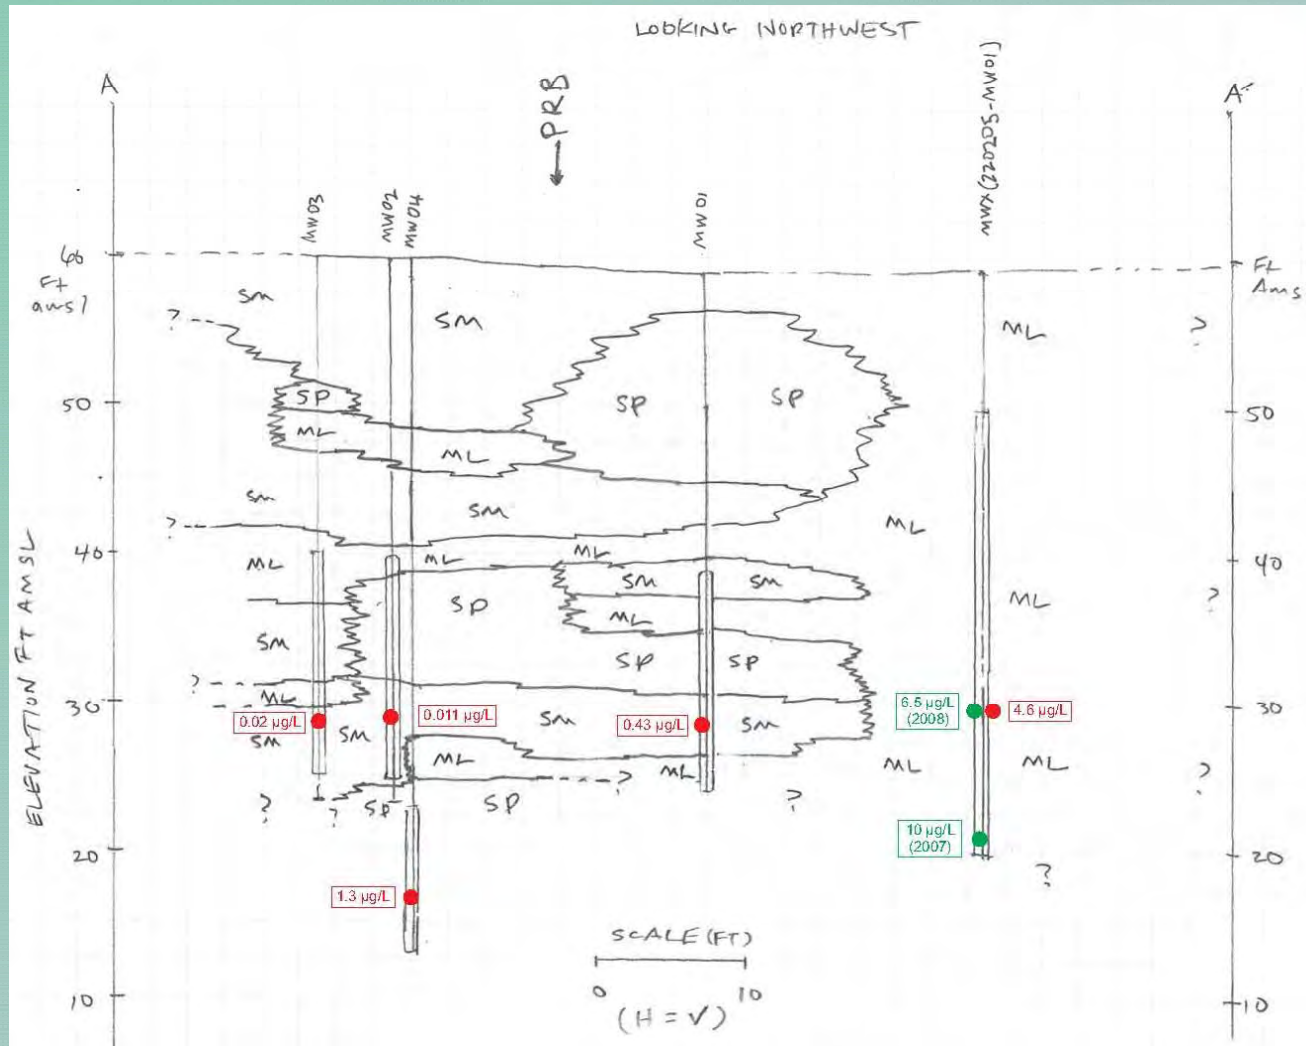 LOOKING NORTHWEST
A
PRB
A'
MW03
MW02
MW04
MW01
60
Ft
amsl
Ft
Ams
SM
?
SM
ML
?
SP
SP
SP
50
50
ML
ML
SM
SM
?
ML
40
ML
ML
ML
40
SM
SM
SP
ML
?
ML
SM
SP
SP
?
ML
30
30
0.02 µg/L
0.011 µg/L
0.43 µg/L
6.5 µg/L
(2008)
4.6 µg/L
SM
SM
SM
SM
ML
ML
ML
ML
?
?
?
?
SP
SP
?
10 µg/L
(2007)
20
20
?
1.3 µg/L
ELEVATION FT AMSL
SCALE (FT)
0
10
(H = V)
10
10